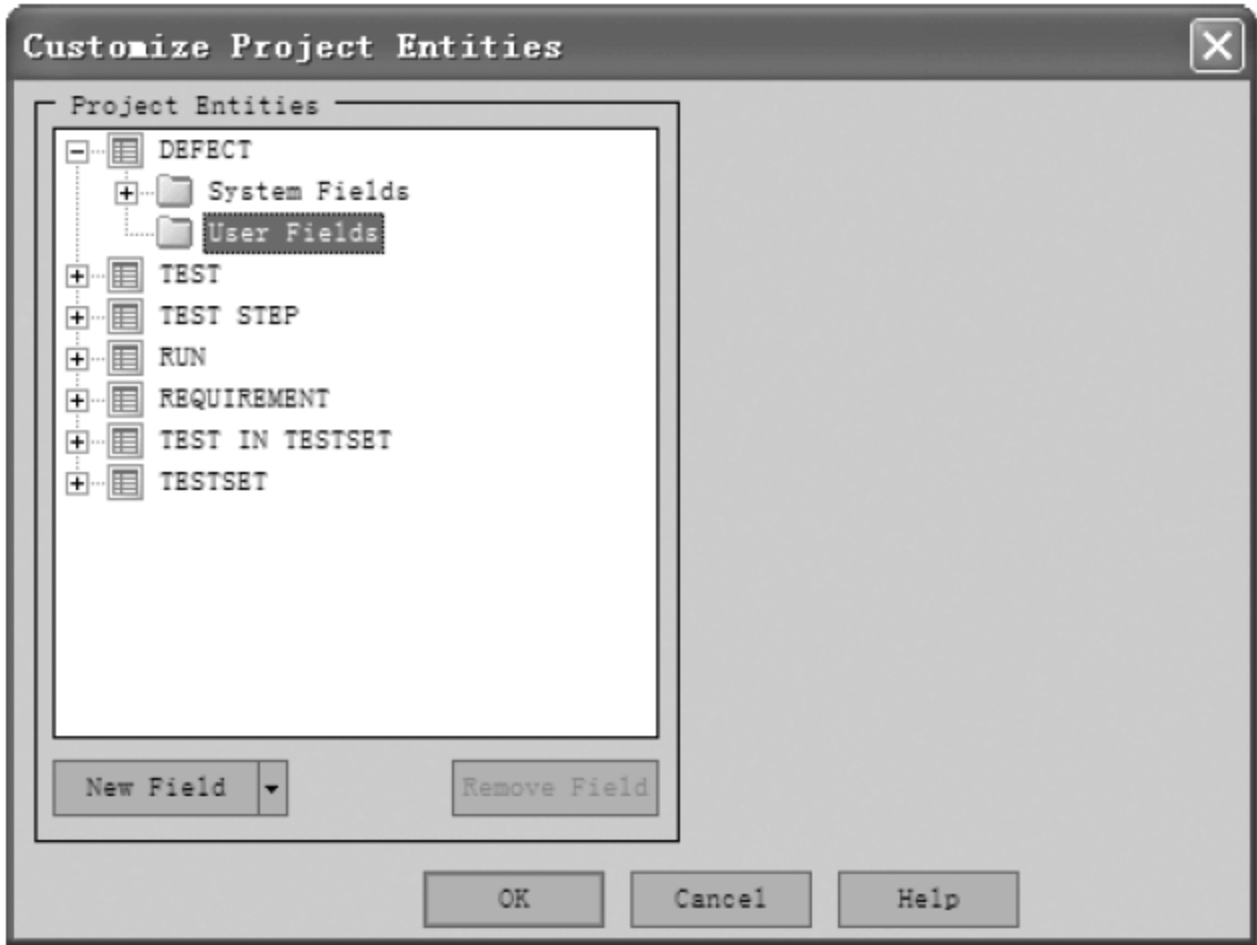 Customize Project Entities
Project Entities
DEFECT
System Fields
User Fields
TEST
TEST STEP
RUN
REQUIREMENT
TEST IN TESTSET
TESTSET
New Field
Remove Field
OK
Cancel
Help